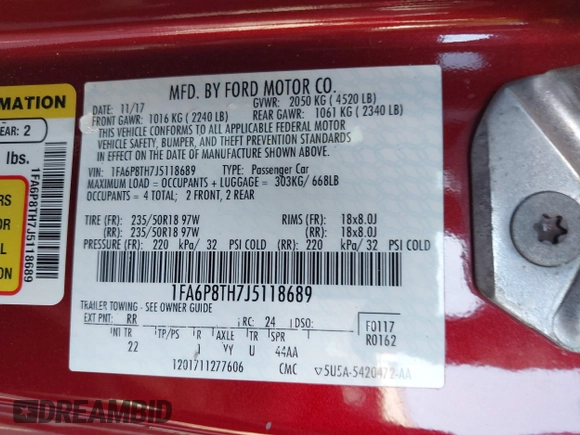 MFD. BY FORD MOTOR CO.
DATE: 11/17 GVWR: 2050 KG ( 4520 LB)
FRONT GAWR: 1016 KG ( 2240 LB) REAR GAWR: 1061 KG ( 2340 LB)
THIS VEHICLE CONFORMS TO ALL APPLICABLE FEDERAL MOTOR
VEHICLE SAFETY, BUMPER, AND THEFT PREVENTION STANDARDS
IN EFFECT ON THE DATE OF MANUFACTURE SHOWN ABOVE.
VIN: 1FA6P8TH7J5118689 TYPE: Passenger Car
MAXIMUM LOAD = OCCUPANTS + LUGGAGE = 303KG/ 668LB
OCCUPANTS = 4 TOTAL; 2 FRONT, 2 REAR
TIRE (FR): 235/50R18 97W RIMS (FR): 18x8.0J
(RR): 235/50R18 97W (RR): 18x8.0J
PRESSURE (FR): 220 kPa/ 32 PSI COLD (RR): 220 kPa/ 32 PSI COLD
1FA6P8TH7J5118689
TRAILER TOWING - SEE OWNER GUIDE
EXT PNT: RR RC: 24 DSO: F0117
R0162
INT TR TP/PS R AXLE TR SPR
22 J YY U 44AA
1201711277606 CMC 5U5A-5420472-AA
MATION
EAR: 2
lbs.
RS
OR
ON
1FA6P8TH7J5118689
DREAMBID